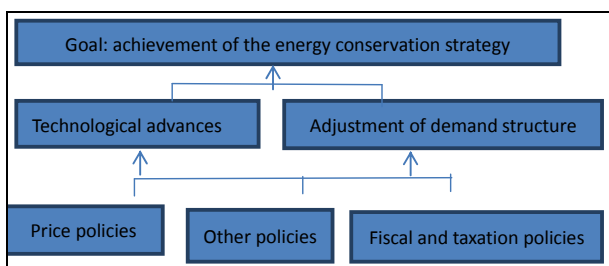 Goal: achievement of the energy conservation strategy
Technological advances
Adjustment of demand structure
Price policies
Other policies
Fiscal and taxation policies